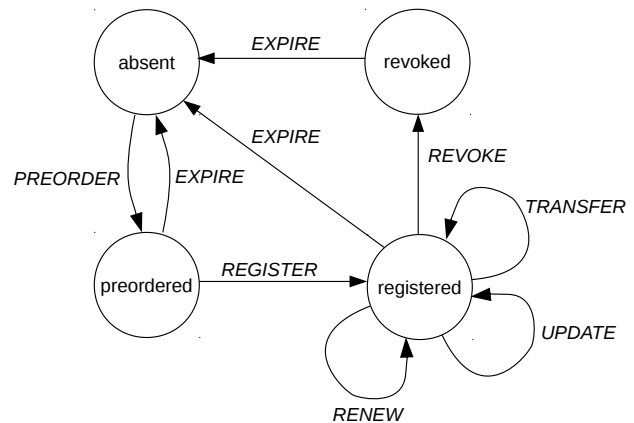 EXPIRE
absent
revoked
EXPIRE
REVOKE
PREORDER
EXPIRE
TRANSFER
REGISTER
preordered
registered
UPDATE
RENEW